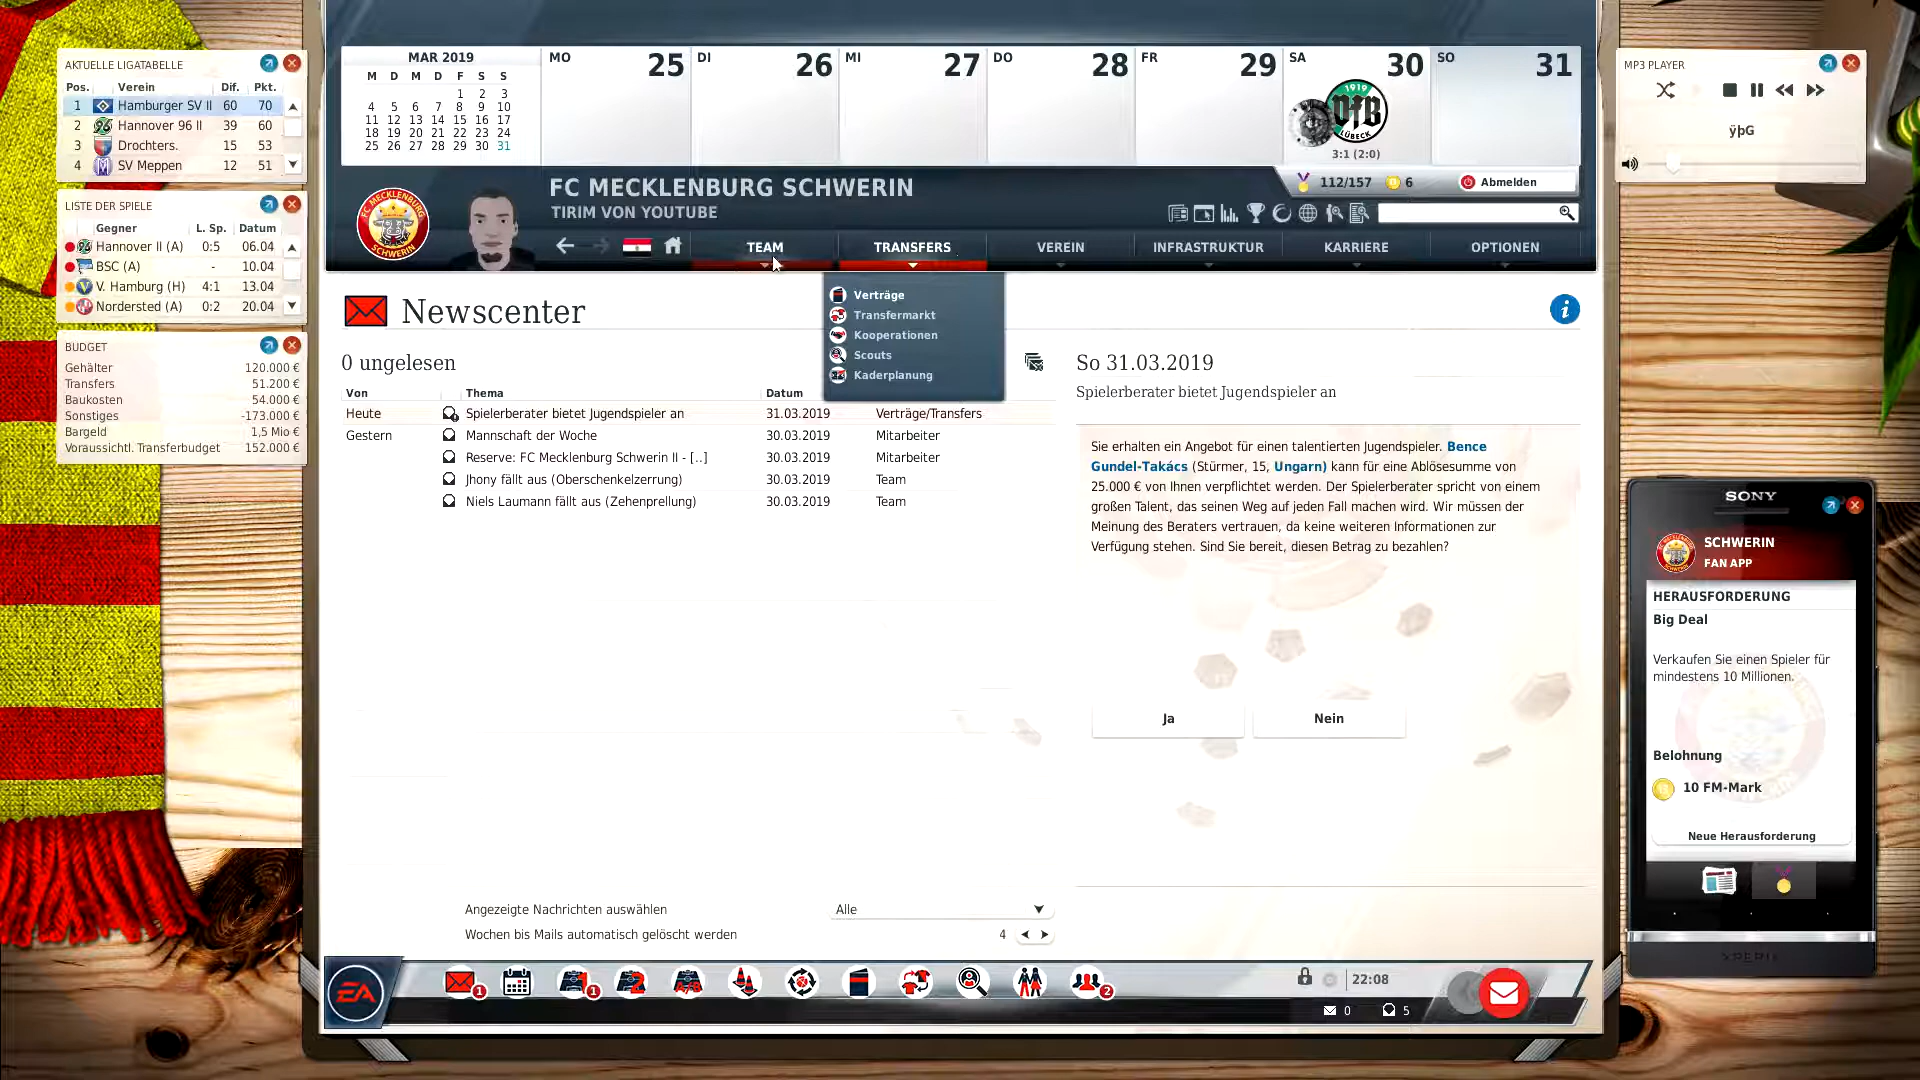 AKTUELLE LIGATABELLE
Pos. Verein Dif. Pkt.
1 Hamburger SV II 60 70
2 Hannover 96 II 39 60
3 Drochters. 15 53
4 SV Meppen 12 51
LISTE DER SPIELE
Gegner L. Sp. Datum
Hannover II (A) 0:5 06.04
BSC (A) - 10.04
V. Hamburg (H) 4:1 13.04
Nordersted (A) 0:2 20.04
BUDGET
Gehälter 120.000 €
Transfers 51.200 €
Baukosten 54.000 €
Sonstiges -173.000 €
Bargeld 1,5 Mio €
Voraussichtl. Transferbudget 152.000 €
MAR 2019
M D M D F S S
1 2 3
4 5 6 7 8 9 10
11 12 13 14 15 16 17
18 19 20 21 22 23 24
25 26 27 28 29 30 31
MO 25 DI 26 MI 27 DO 28 FR 29 SA 30 SO 31
1919
VfB
LÜBECK
3:1 (2:0)
FC MECKLENBURG SCHWERIN
TIRIM VON YOUTUBE
112/157 6 Abmelden
FC MECKLENBURG
SCHWERIN
TEAM TRANSFERS VEREIN INFRASTRUKTUR KARRIERE OPTIONEN
Verträge
Transfermarkt
Kooperationen
Scouts
Kaderplanung
Newscenter
0 ungelesen
Von Thema Datum
Heute Spielerberater bietet Jugendspieler an 31.03.2019 Verträge/Transfers
Gestern Mannschaft der Woche 30.03.2019 Mitarbeiter
Reserve: FC Mecklenburg Schwerin II - [..] 30.03.2019 Mitarbeiter
Jhony fällt aus (Oberschenkelzerrung) 30.03.2019 Team
Niels Laumann fällt aus (Zehenprellung) 30.03.2019 Team
Angezeigte Nachrichten auswählen Alle
Wochen bis Mails automatisch gelöscht werden 4
So 31.03.2019
Spielerberater bietet Jugendspieler an
Sie erhalten ein Angebot für einen talentierten Jugendspieler. Bence
Gundel-Takács (Stürmer, 15, Ungarn) kann für eine Ablösesumme von
25.000 € von Ihnen verpflichtet werden. Der Spielerberater spricht von einem
großen Talent, das seinen Weg auf jeden Fall machen wird. Wir müssen der
Meinung des Beraters vertrauen, da keine weiteren Informationen zur
Verfügung stehen. Sind Sie bereit, diesen Betrag zu bezahlen?
Ja Nein
MP3 PLAYER
ÿþG
SONY
SCHWERIN
FAN APP
HERAUSFORDERUNG
Big Deal
Verkaufen Sie einen Spieler für
mindestens 10 Millionen.
Belohnung
10 FM-Mark
Neue Herausforderung
XPERIA
EA
1 1 2 A/B 2
22:08
0 5